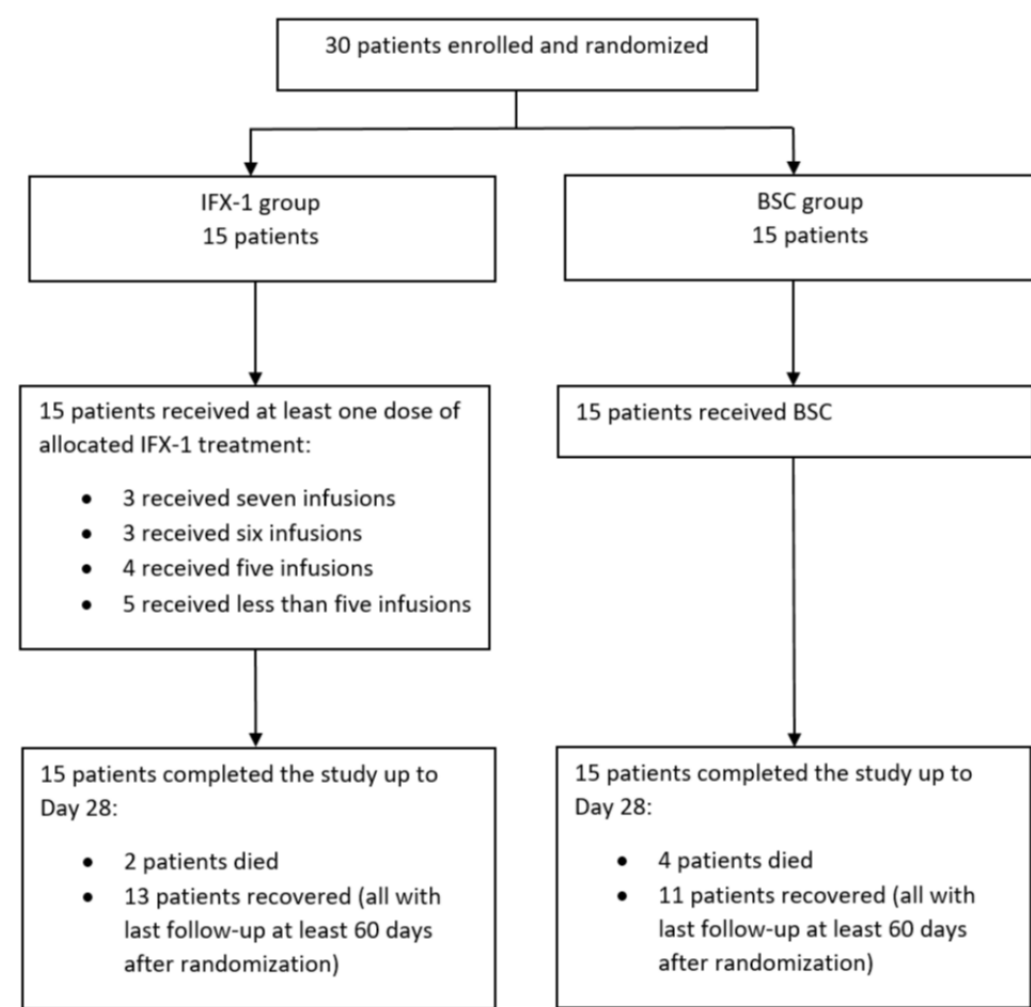 30 patients enrolled and randomized
IFX-1 group
15 patients
BSC group
15 patients
15 patients received at least one dose of
allocated IFX-1 treatment:
• 3 received seven infusions
• 3 received six infusions
• 4 received five infusions
• 5 received less than five infusions
15 patients received BSC
15 patients completed the study up to
Day 28:
• 2 patients died
• 13 patients recovered (all with
last follow-up at least 60 days
after randomization)
15 patients completed the study up to
Day 28:
• 4 patients died
• 11 patients recovered (all with
last follow-up at least 60 days
after randomization)